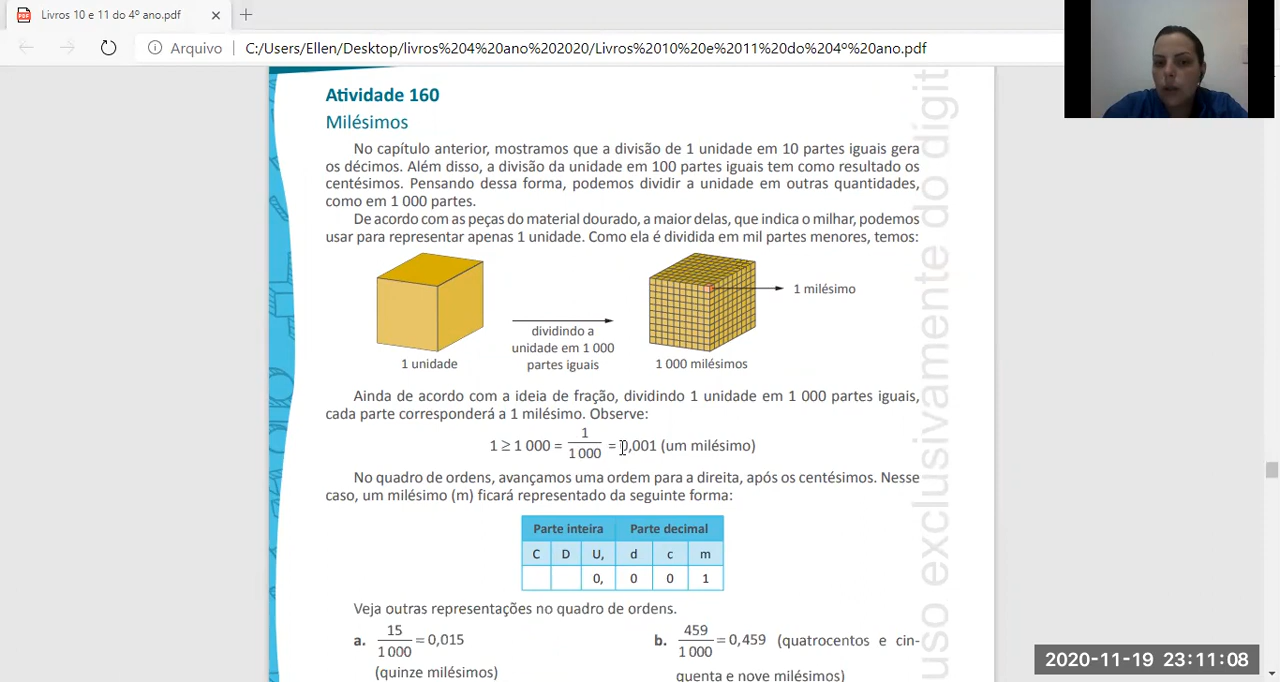 Livros 10 e 11 do 4º ano.pdf
Arquivo
C:/Users/Ellen/Desktop/livros%204%20ano%202020/Livros%2010%20e%2011%20do%204º%20ano.pdf
Atividade 160
Milésimos
No capítulo anterior, mostramos que a divisão de 1 unidade em 10 partes iguais gera
os décimos. Além disso, a divisão da unidade em 100 partes iguais tem como resultado os
centésimos. Pensando dessa forma, podemos dividir a unidade em outras quantidades,
como em 1 000 partes.
De acordo com as peças do material dourado, a maior delas, que indica o milhar, podemos
usar para representar apenas 1 unidade. Como ela é dividida em mil partes menores, temos:
1 milésimo
dividindo a
unidade em 1 000
partes iguais
1 unidade
1 000 milésimos
Ainda de acordo com a ideia de fração, dividindo 1 unidade em 1 000 partes iguais,
cada parte corresponderá a 1 milésimo. Observe:
1 ≥ 1 000 = 1/1 000 = 0,001 (um milésimo)
No quadro de ordens, avançamos uma ordem para a direita, após os centésimos. Nesse
caso, um milésimo (m) ficará representado da seguinte forma:
Parte inteira Parte decimal
C D U, d c m
0, 0 0 1
Veja outras representações no quadro de ordens.
a. 15/1 000 = 0,015
(quinze milésimos)
b. 459/1 000 = 0,459 (quatrocentos e cin-
quenta e nove milésimos)
uso exclusivamente do digit
2020-11-19 23:11:08